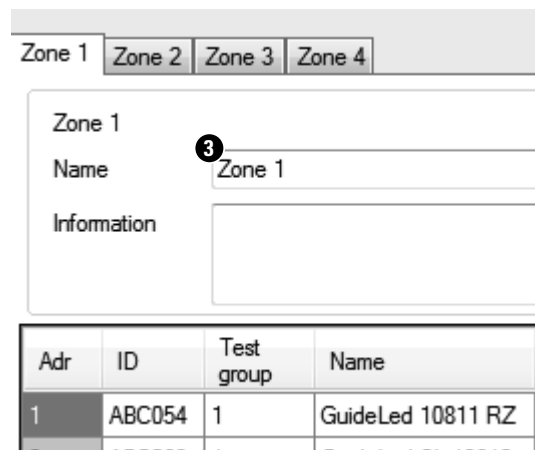 Zone 1 Zone 2 Zone 3 Zone 4
Zone 1
3
Name Zone 1
Information
Adr ID Test group Name
1 ABC054 1 GuideLed 10811 RZ